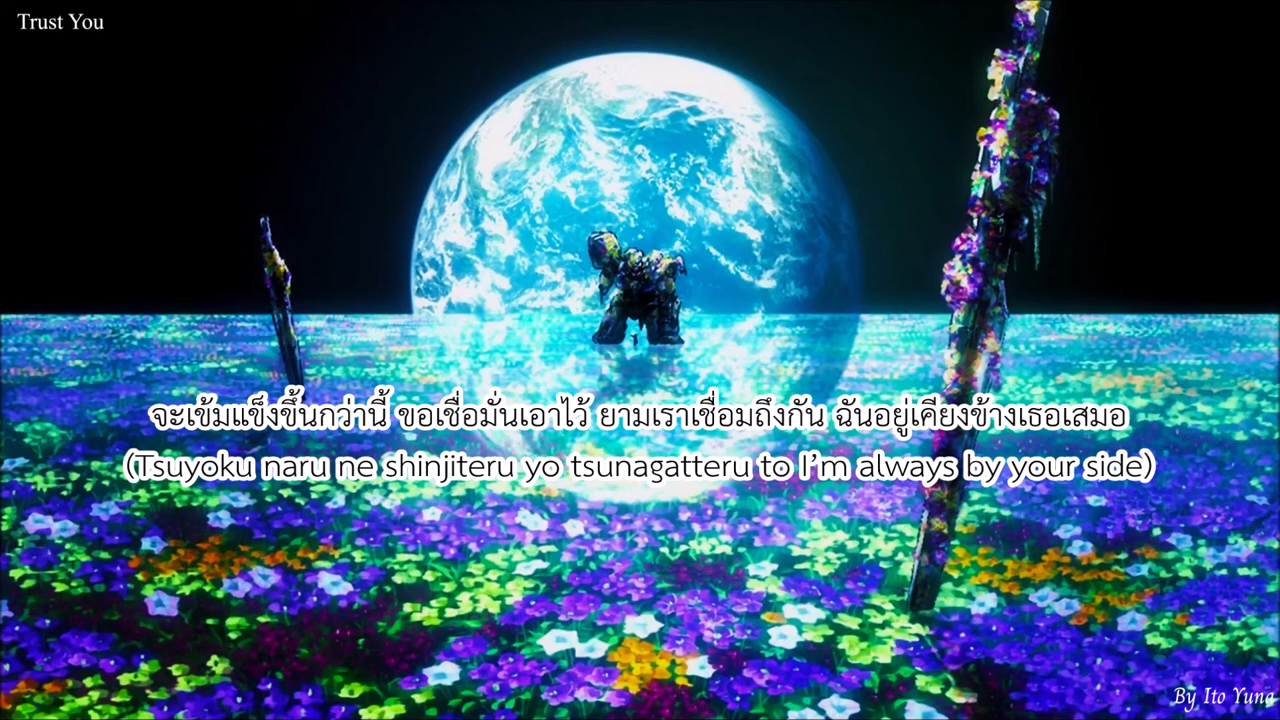 Trust You
จะเข้มแข็งขึ้นกว่านี้ ขอเชื่อมั่นเอาไว้ ยามเราเชื่อมถึงกัน ฉันอยู่เคียงข้างเธอเสมอ
(Tsuyoku naru ne shinjiteru yo tsunagatteru to I’m always by your side)
By Ito Yuna